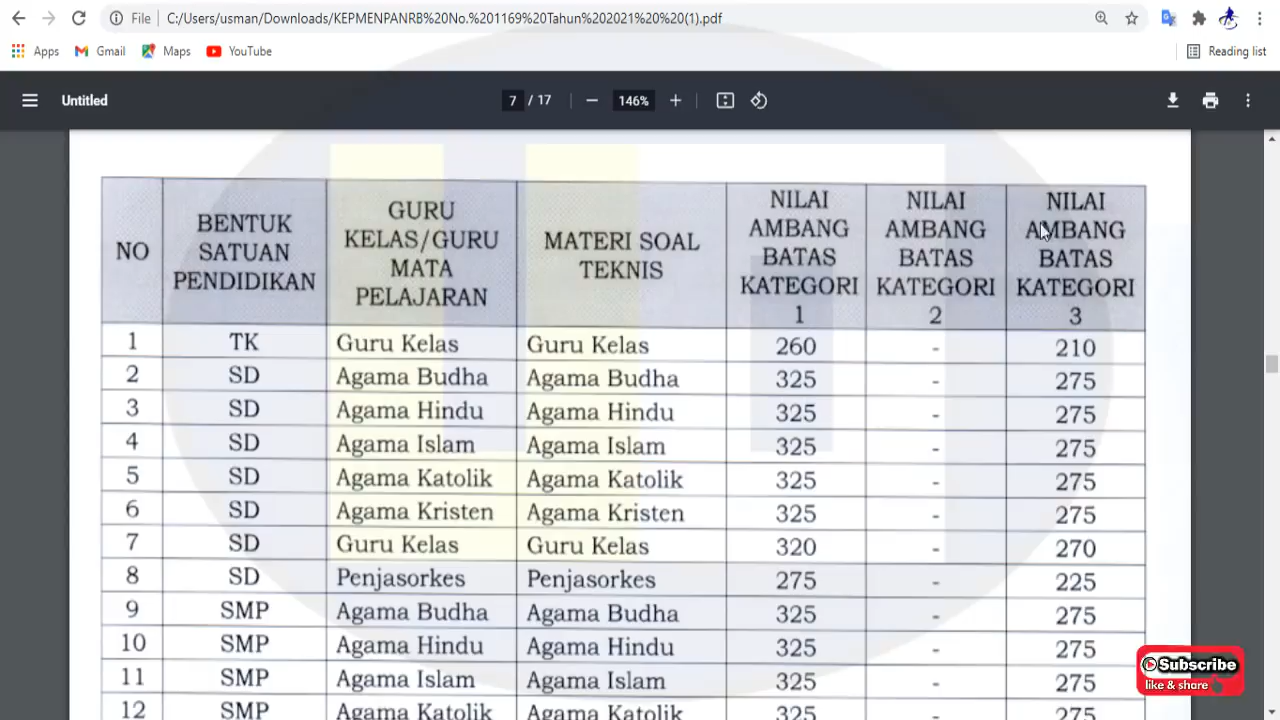 File
C:/Users/usman/Downloads/KEPMENPANRB%20No.%201169%20Tahun%202021%20%20(1).pdf
Apps Gmail Maps YouTube Reading list
Untitled 7 / 17 146%
NO BENTUK SATUAN PENDIDIKAN GURU KELAS/GURU MATA PELAJARAN MATERI SOAL TEKNIS NILAI AMBANG BATAS KATEGORI 1 NILAI AMBANG BATAS KATEGORI 2 NILAI AMBANG BATAS KATEGORI 3
1 TK Guru Kelas Guru Kelas 260 - 210
2 SD Agama Budha Agama Budha 325 - 275
3 SD Agama Hindu Agama Hindu 325 - 275
4 SD Agama Islam Agama Islam 325 - 275
5 SD Agama Katolik Agama Katolik 325 - 275
6 SD Agama Kristen Agama Kristen 325 - 275
7 SD Guru Kelas Guru Kelas 320 - 270
8 SD Penjasorkes Penjasorkes 275 - 225
9 SMP Agama Budha Agama Budha 325 - 275
10 SMP Agama Hindu Agama Hindu 325 - 275
11 SMP Agama Islam Agama Islam 325 - 275
12 SMP Agama Katolik Agama Katolik 325 - 275
Subscribe
like & share